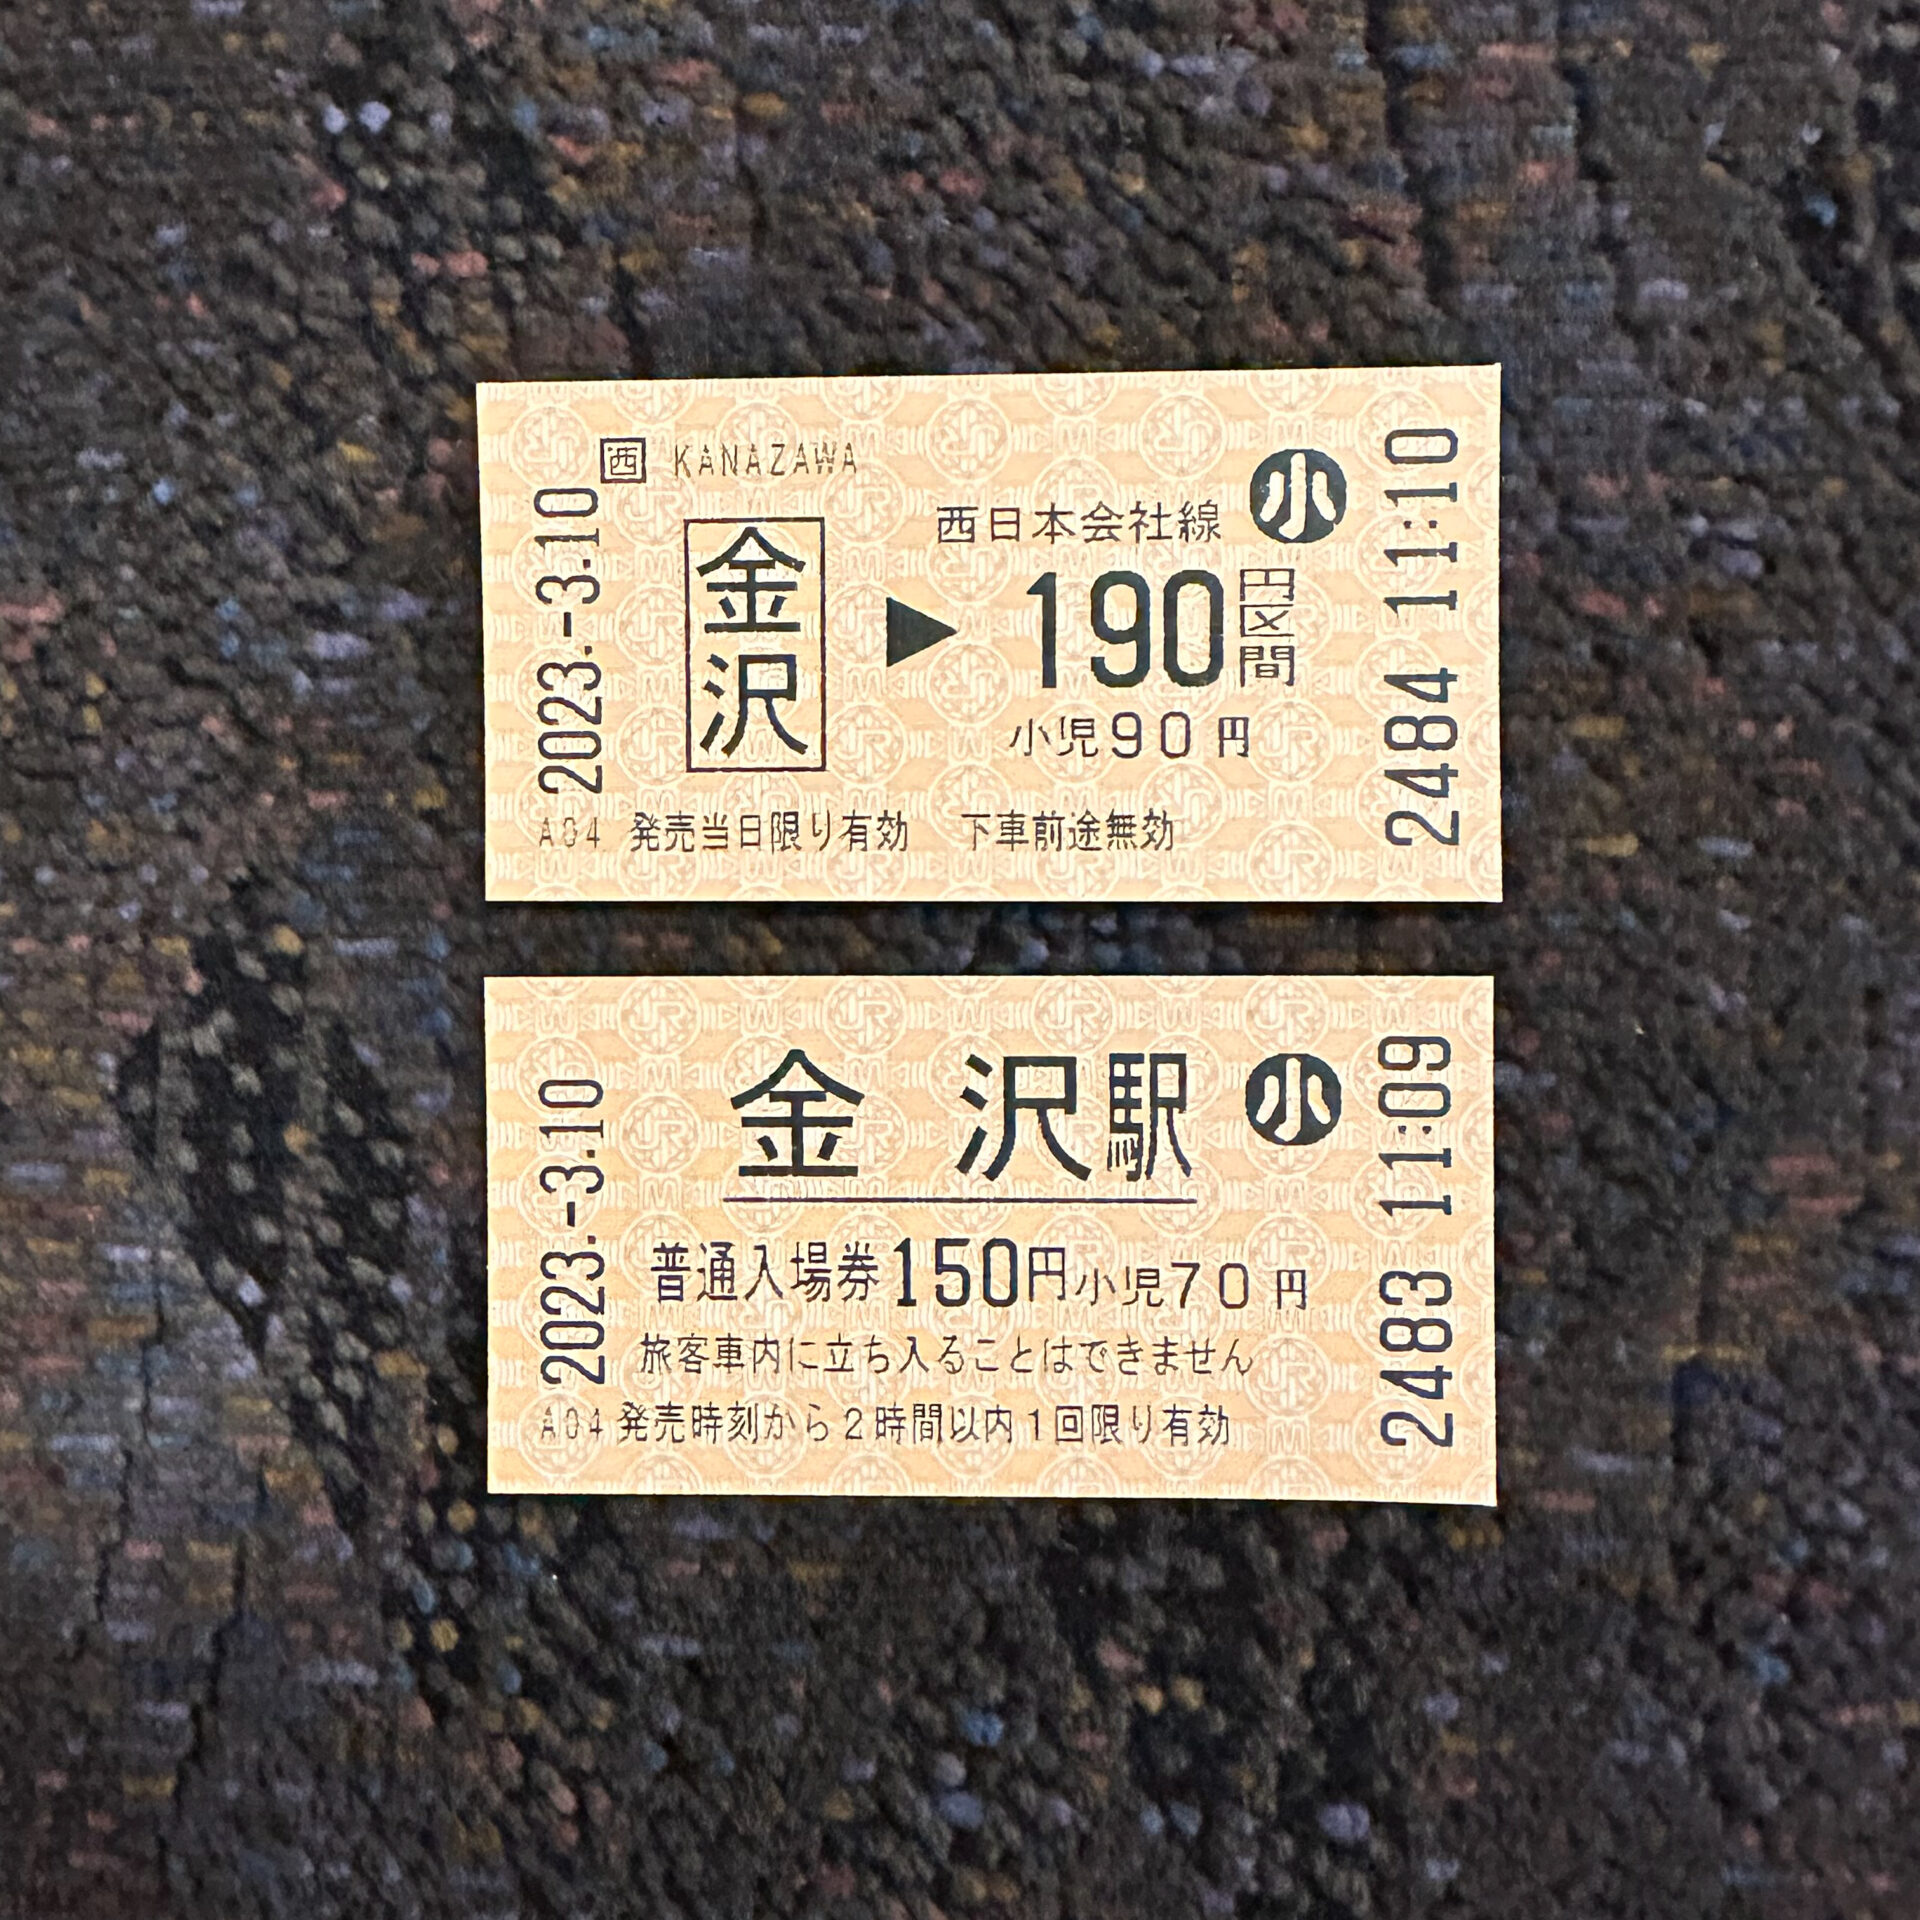 西 KANAZAWA
2023.-3.10
金沢
▶
西日本会社線
小
190円区間
小児90円
2484 11:10
A04 発売当日限り有効 下車前途無効
2023.-3.10
金沢駅
小
普通入場券150円小児70円
旅客車内に立ち入ることはできません
A04 発売時刻から2時間以内1回限り有効
2483 11:09